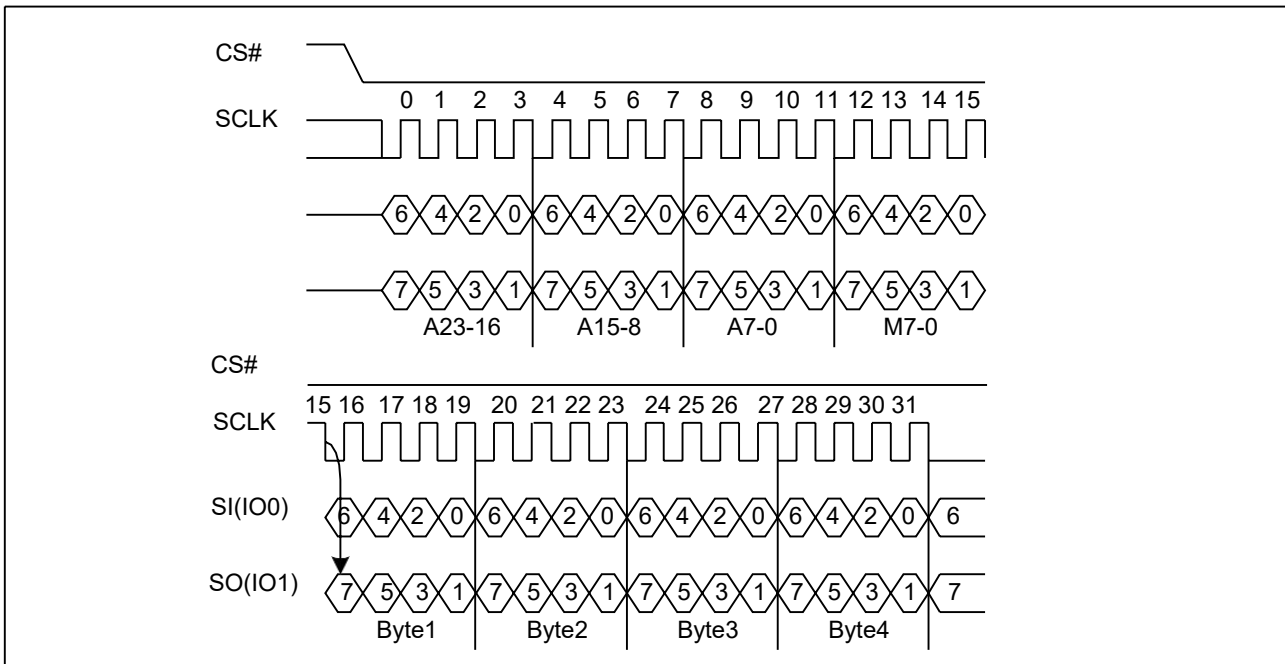 CS#
0 1 2 3 4 5 6 7 8 9 10 11 12 13 14 15
SCLK
6 4 2 0 6 4 2 0 6 4 2 0 6 4 2 0
7 5 3 1 7 5 3 1 7 5 3 1 7 5 3 1
A23-16 A15-8 A7-0 M7-0
CS#
15 16 17 18 19 20 21 22 23 24 25 26 27 28 29 30 31
SCLK
SI(IO0) 6 4 2 0 6 4 2 0 6 4 2 0 6 4 2 0 6
SO(IO1) 7 5 3 1 7 5 3 1 7 5 3 1 7 5 3 1 7
Byte1 Byte2 Byte3 Byte4